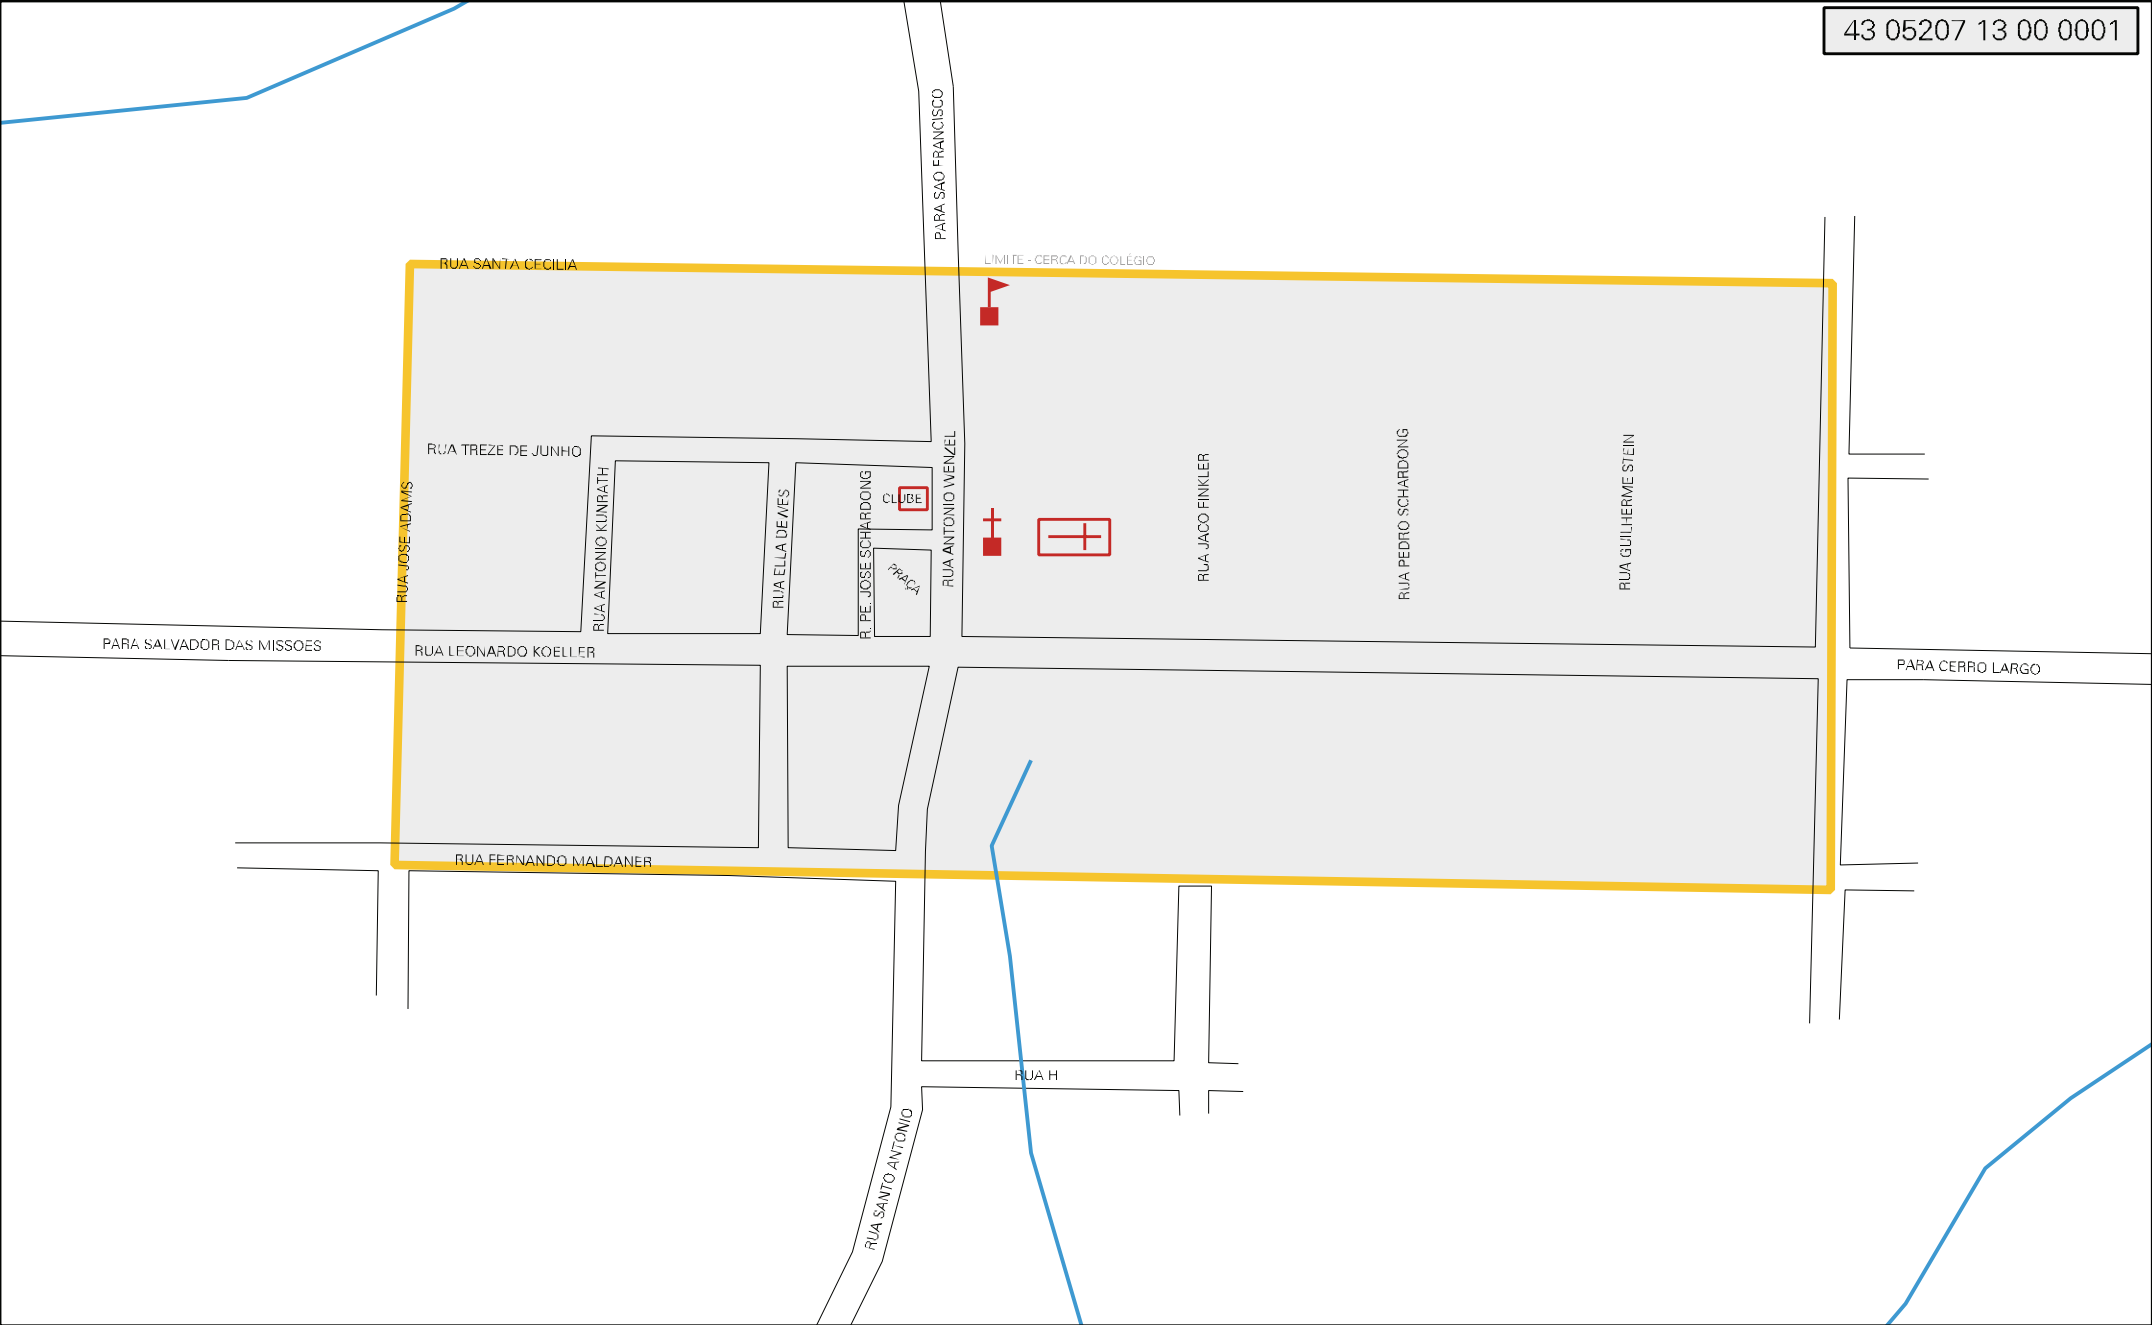 43 05207 13 00 0001
PARA SAO FRANCISCO
RUA SANTA CECILIA
LIMITE - CERCA DO COLÉGIO
RUA TREZE DE JUNHO
RUA JOSE ADAMS
RUA ANTONIO KUNRATH
RUA ELLA DEWES
R. PE. JOSE SCHARDONG
CLUBE
PRAÇA
RUA ANTONIO WENZEL
RUA JACO FINKLER
RUA PEDRO SCHARDONG
RUA GUILHERME STEIN
PARA SALVADOR DAS MISSOES
RUA LEONARDO KOELLER
PARA CERRO LARGO
RUA FERNANDO MALDANER
RUA H
RUA SANTO ANTONIO